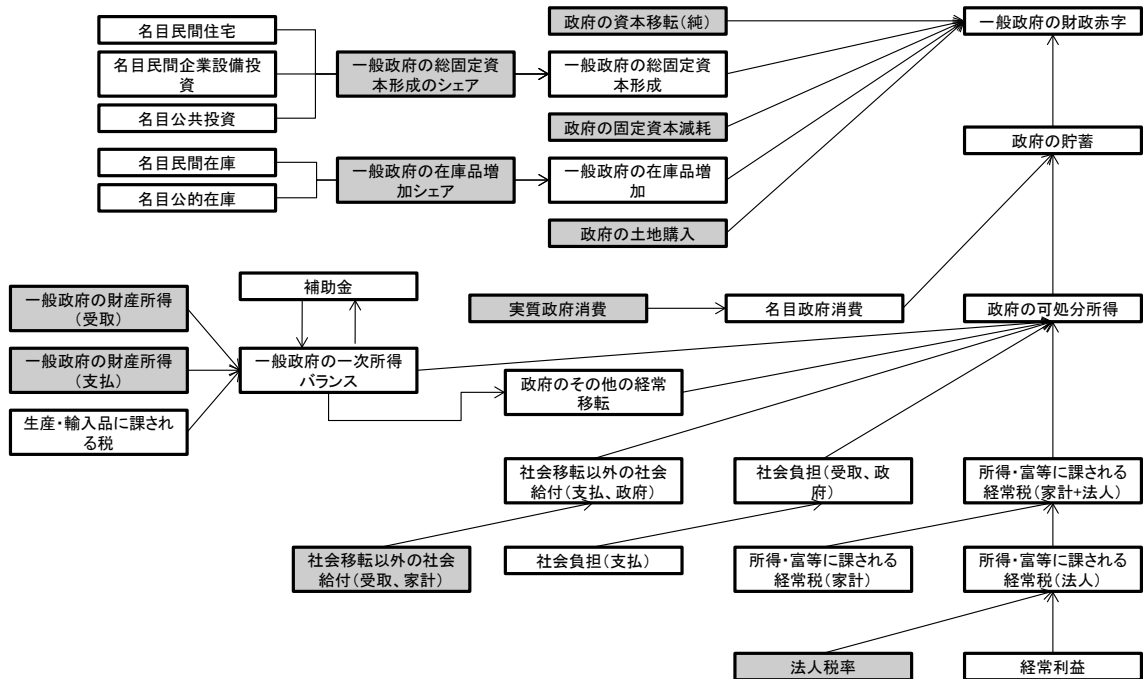 名目民間住宅
名目民間企業設備投
資
名目公共投資
名目民間在庫
名目公的在庫
一般政府の総固定資
本形成のシェア
一般政府の在庫品増
加シェア
政府の資本移転(純)
一般政府の総固定資
本形成
政府の固定資本減耗
一般政府の在庫品増
加
政府の土地購入
一般政府の財政赤字
政府の貯蓄
一般政府の財産所得
(受取)
一般政府の財産所得
(支払)
生産・輸入品に課され
る税
補助金
一般政府の一次所得
バランス
実質政府消費
名目政府消費
政府の可処分所得
政府のその他の経常
移転
社会移転以外の社会
給付(支払、政府)
社会負担(受取、政
府)
所得・富等に課される
経常税(家計+法人)
社会移転以外の社会
給付(受取、家計)
社会負担(支払)
所得・富等に課される
経常税(家計)
所得・富等に課される
経常税(法人)
法人税率
経常利益